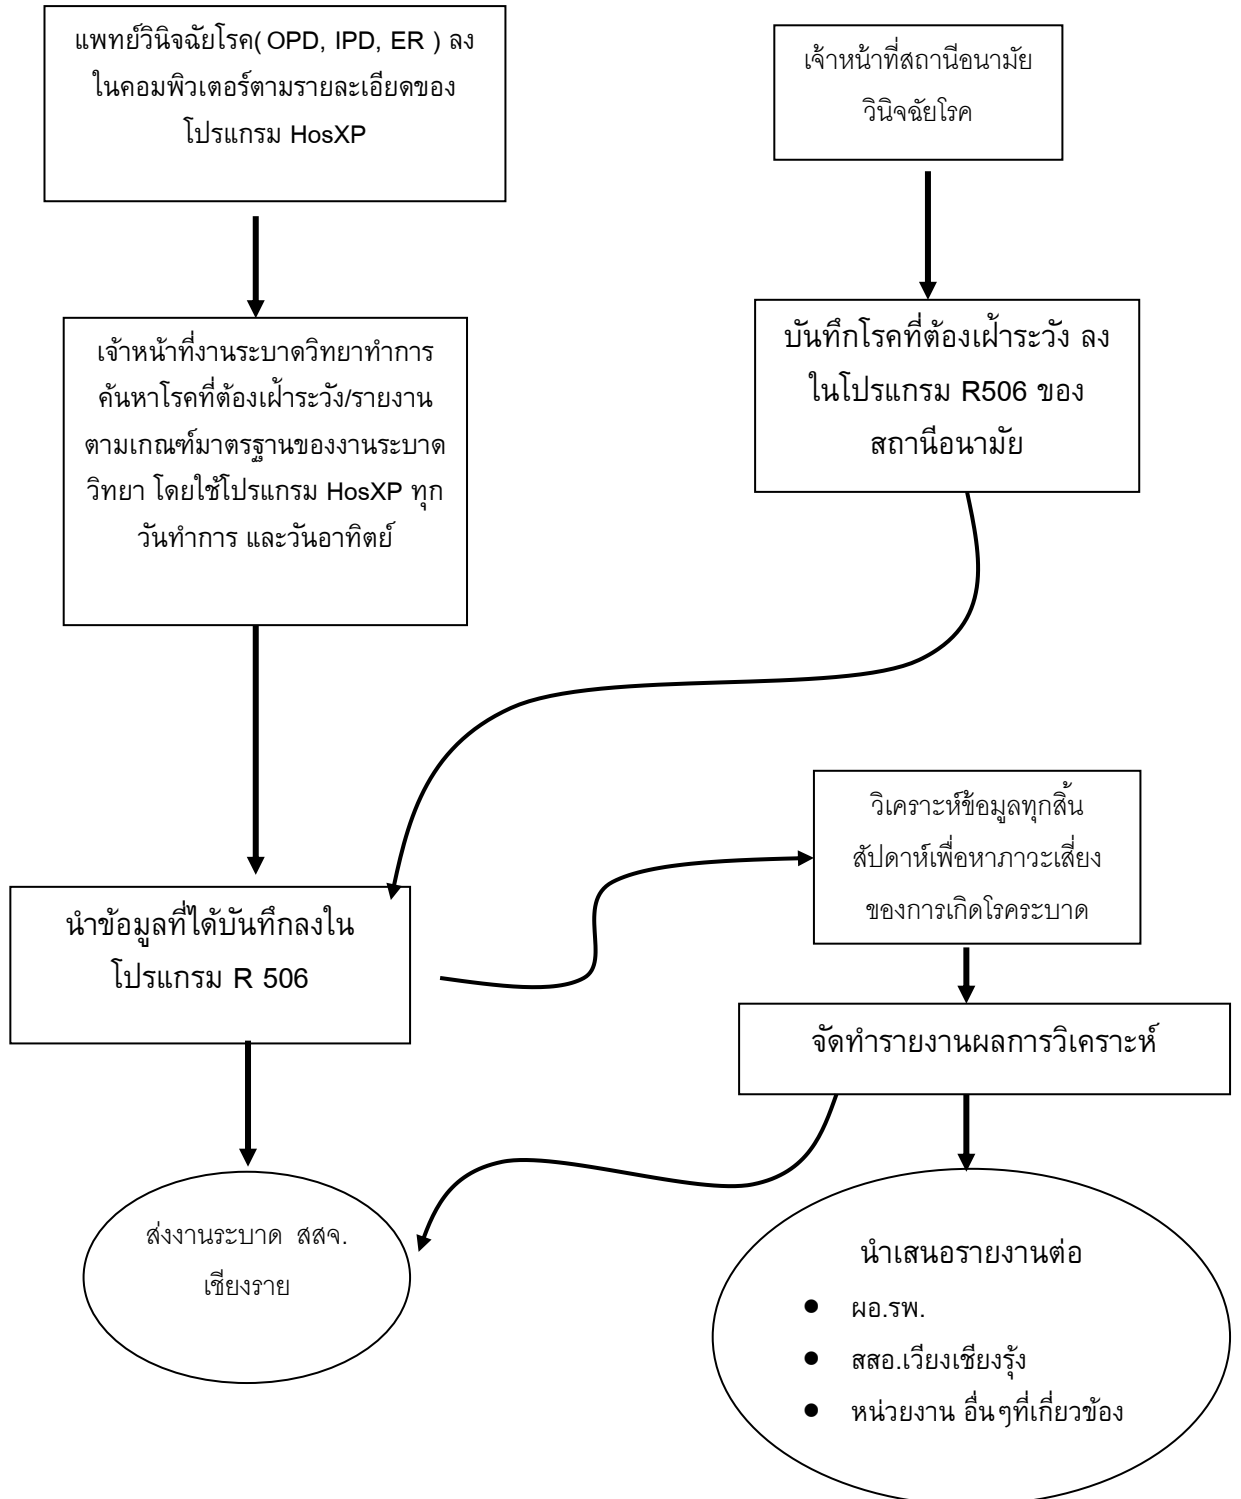 แพทย์วินิจฉัยโรค( OPD, IPD, ER ) ลง
ในคอมพิวเตอร์ตามรายละเอียดของ
โปรแกรม HosXP
เจ้าหน้าที่สถานีอนามัย
วินิจฉัยโรค
เจ้าหน้าที่งานระบาดวิทยาทำการ
ค้นหาโรคที่ต้องเฝ้าระวัง/รายงาน
ตามเกณฑ์มาตรฐานของงานระบาด
วิทยา โดยใช้โปรแกรม HosXP ทุก
วันทำการ และวันอาทิตย์
บันทึกโรคที่ต้องเฝ้าระวัง ลง
ในโปรแกรม R506 ของ
สถานีอนามัย
วิเคราะห์ข้อมูลทุกสิ้น
สัปดาห์เพื่อหาภาวะเสี่ยง
ของการเกิดโรคระบาด
นำข้อมูลที่ได้บันทึกลงใน
โปรแกรม R 506
จัดทำรายงานผลการวิเคราะห์
ส่งงานระบาด สสจ.
เชียงราย
นำเสนอรายงานต่อ
● ผอ.รพ.
● สสอ.เวียงเชียงรุ้ง
● หน่วยงาน อื่นๆที่เกี่ยวข้อง